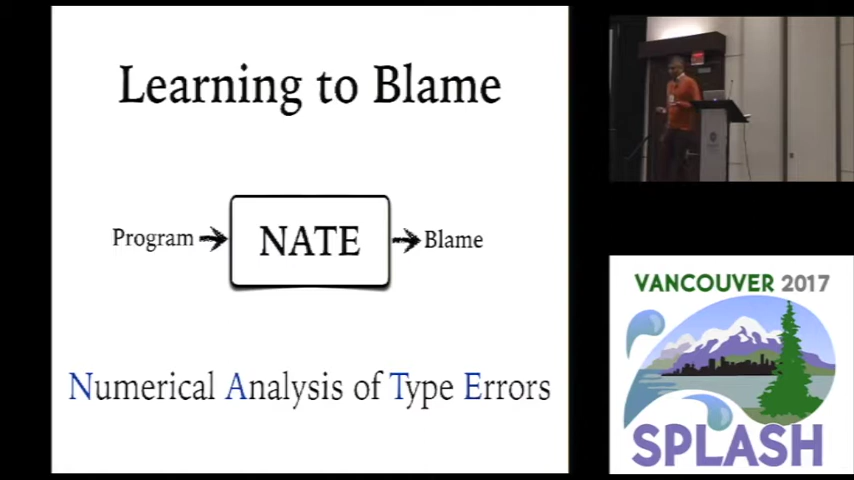 Learning to Blame
Program
NATE
Blame
Numerical Analysis of Type Errors
VANCOUVER 2017
SPLASH